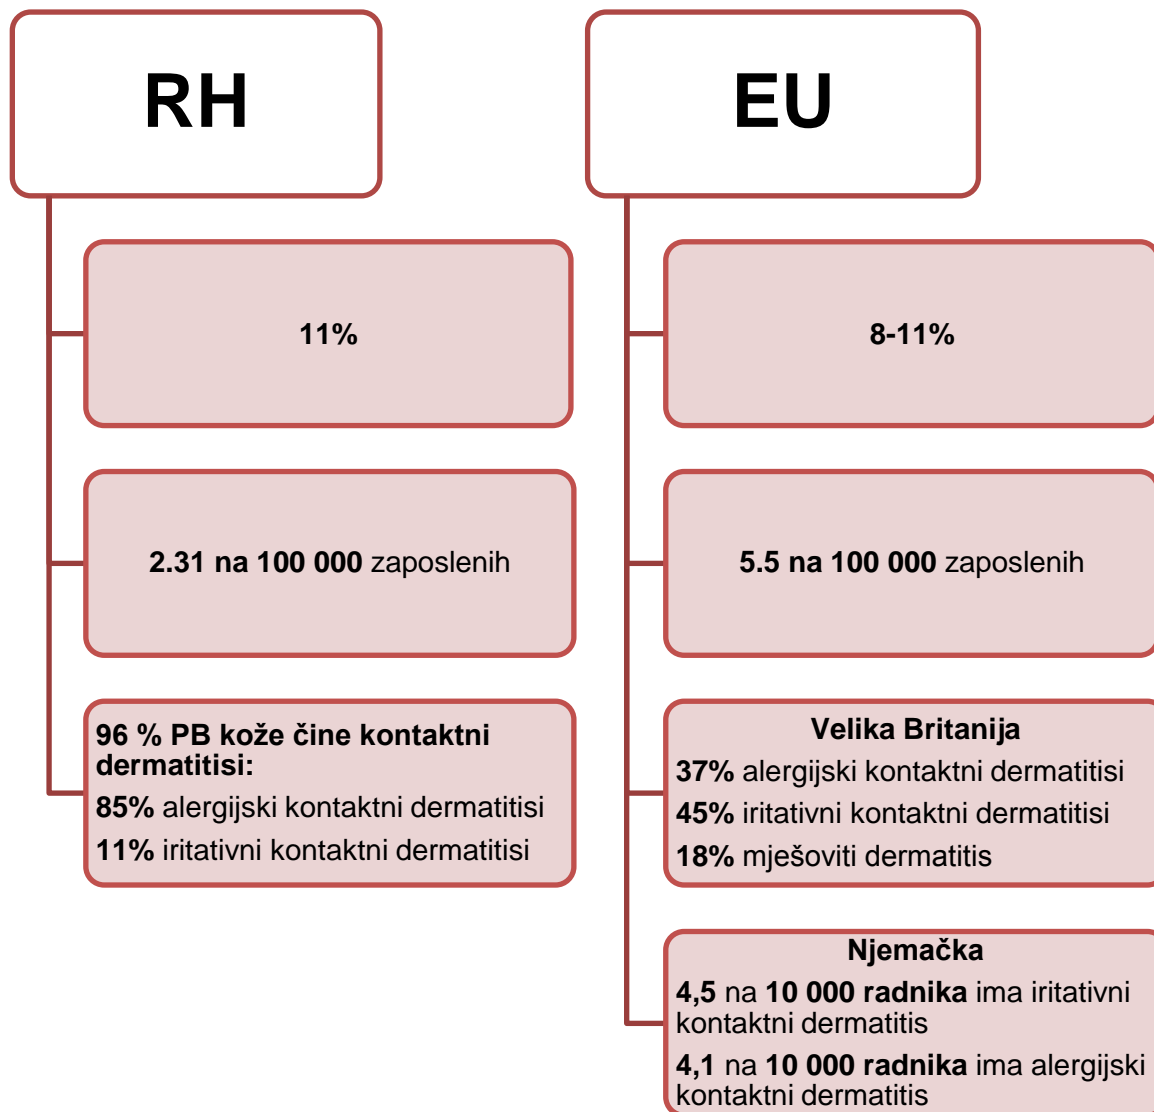 RH
11%
2.31 na 100 000 zaposlenih
96 % PB kože čine kontaktni
dermatitisi:
85% alergijski kontaktni dermatitisi
11% iritativni kontaktni dermatitisi
EU
8-11%
5.5 na 100 000 zaposlenih
Velika Britanija
37% alergijski kontaktni dermatitisi
45% iritativni kontaktni dermatitisi
18% mješoviti dermatitis
Njemačka
4,5 na 10 000 radnika ima iritativni
kontaktni dermatitis
4,1 na 10 000 radnika ima alergijski
kontaktni dermatitis